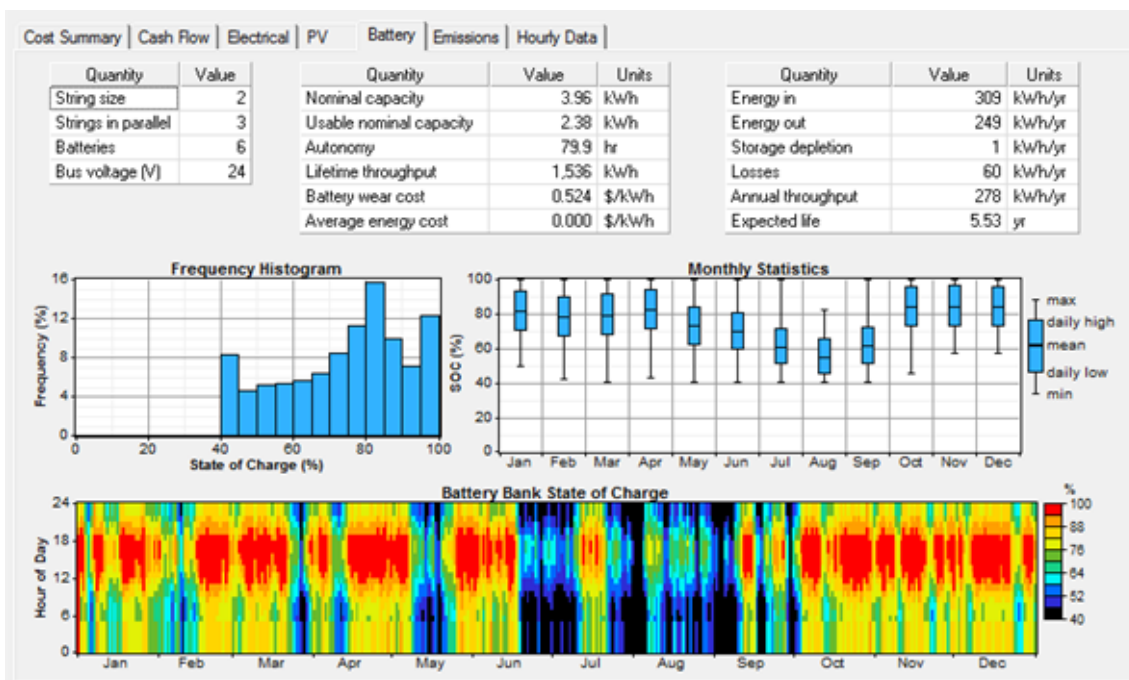 Cost Summary Cash Flow Electrical PV Battery Emissions Hourly Data
Quantity Value
String size 2
Strings in parallel 3
Batteries 6
Bus voltage (V) 24
Quantity Value Units
Nominal capacity 3.96 kWh
Usable nominal capacity 2.38 kWh
Autonomy 79.9 hr
Lifetime throughput 1,536 kWh
Battery wear cost 0.524 $/kWh
Average energy cost 0.000 $/kWh
Quantity Value Units
Energy in 309 kWh/yr
Energy out 249 kWh/yr
Storage depletion 1 kWh/yr
Losses 60 kWh/yr
Annual throughput 278 kWh/yr
Expected life 5.53 yr
Frequency Histogram
Frequency (%)
16
12
8
4
0
0 20 40 60 80 100
State of Charge (%)
Monthly Statistics
SOC (%)
100
80
60
40
20
0
Jan Feb Mar Apr May Jun Jul Aug Sep Oct Nov Dec
max
daily high
mean
daily low
min
Battery Bank State of Charge
Hour of Day
24
18
12
6
0
Jan Feb Mar Apr May Jun Jul Aug Sep Oct Nov Dec
%
100
88
76
64
52
40